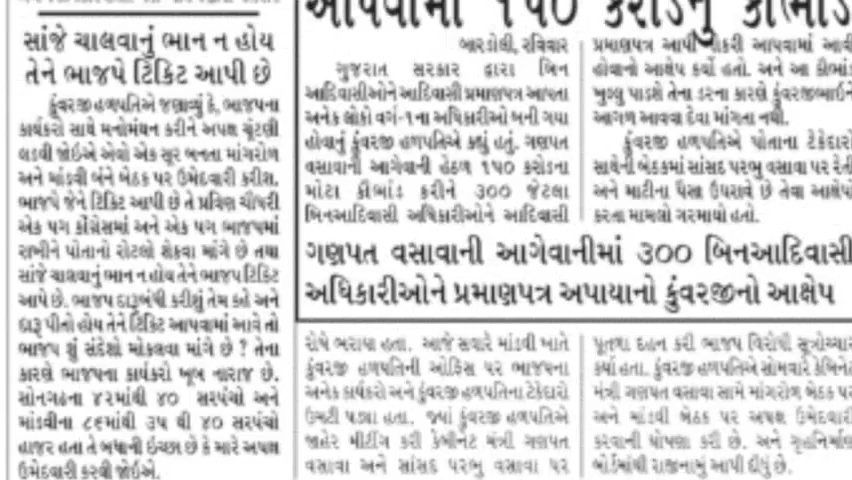 સાંજે ચાલવાનું ભાન ન હોય
તેને ભાજપે ટિકિટ આપી છે
કુંવરજી હળપતિએ જણાવ્યું કે, ભાજપના
કાર્યકરો સાથે મનોમંથન કરીને અપક્ષ ચૂંટણી
લડવી જોઈએ એવો એક સૂર બનતા માંગરોળ
અને માંડવી બંને બેઠક પર ઉમેદવારી કરીશ.
ભાજપે જેને ટિકિટ આપી છે તે પ્રવિણ ચૌધરી
એક પગ કોંગ્રેસમાં અને એક પગ ભાજપમાં
રાખીને પોતાનો રોટલો શેકવા માંગે છે તથા
સાંજે ચાલવાનું ભાન ન હોય તેને ભાજપ ટિકિટ
આપે છે. ભાજપ દારૂબંધી કરીશું તેમ કહે અને
દારૂ પીતો હોય તેને ટિકિટ આપવામાં આવે તો
ભાજપ શું સંદેશો મોકલવા માંગે છે ? તેના
કારણે ભાજપના કાર્યકરો ખૂબ નારાજ છે.
સોનગઢના ૪૨માંથી ૪૦ સરપંચો અને
માંડવીના ૮૬માંથી ૩૫ થી ૪૦ સરપંચો
હાજર હતા તે બધાની ઇચ્છા છે કે મારે અપક્ષ
ઉમેદવારી કરવી જોઈએ.
આપવામાં ૧૫૦ કરોડનું કૌભાંડ
બારડોલી, રવિવાર
ગુજરાત સરકાર દ્વારા બિન
આદિવાસીઓને આદિવાસી પ્રમાણપત્ર આપતા
અનેક લોકો વર્ગ-૧ના અધિકારીઓ બની ગયા
હોવાનું કુંવરજી હળપતિએ કહ્યું હતું. ગણપત
વસાવાની આગેવાની હેઠળ ૧૫૦ કરોડના
મોટા કૌભાંડ કરીને ૩૦૦ જેટલા
બિનઆદિવાસી અધિકારીઓને આદિવાસી
પ્રમાણપત્ર આપી નોકરી આપવામાં આવી
હોવાનો આક્ષેપ કર્યો હતો. અને આ કૌભાંડ
ખુલ્લુ પાડશે તેના ડરના કારણે કુંવરજીભાઈને
આગળ આવવા દેવા માંગતા નથી.
કુંવરજી હળપતિએ પોતાના ટેકેદારો
સાથેની બેઠકમાં સાંસદ પરભુ વસાવા પર રેતી
અને માટીના પૈસા ઉઘરાવે છે તેવા આક્ષેપો
કરતા મામલો ગરમાયો હતો.
ગણપત વસાવાની આગેવાનીમાં ૩૦૦ બિનઆદિવાસી
અધિકારીઓને પ્રમાણપત્ર અપાયાનો કુંવરજીનો આક્ષેપ
રોષે ભરાયા હતા. આજે સવારે માંડવી ખાતે
કુંવરજી હળપતિની ઓફિસ પર ભાજપના
અનેક કાર્યકરો અને કુંવરજી હળપતિના ટેકેદારો
ઉમટી પડ્યા હતા. જ્યાં કુંવરજી હળપતિએ
જાહેર મીટીંગ કરી કેબીનેટ મંત્રી ગણપત
વસાવા અને સાંસદ પરભુ વસાવા પર
પૂતળા દહન કરી ભાજપ વિરોધી સૂત્રોચ્ચાર
કર્યા હતા. કુંવરજી હળપતિએ સોમવારે કેબિનેટ
મંત્રી ગણપત વસાવા સામે માંગરોળ બેઠક પર
અને માંડવી બેઠક પર અપક્ષ ઉમેદવારી
કરવાની ઘોષણા કરી છે. અને ગૃહનિર્માણ
બોર્ડમાંથી રાજીનામું આપી દીધું છે.